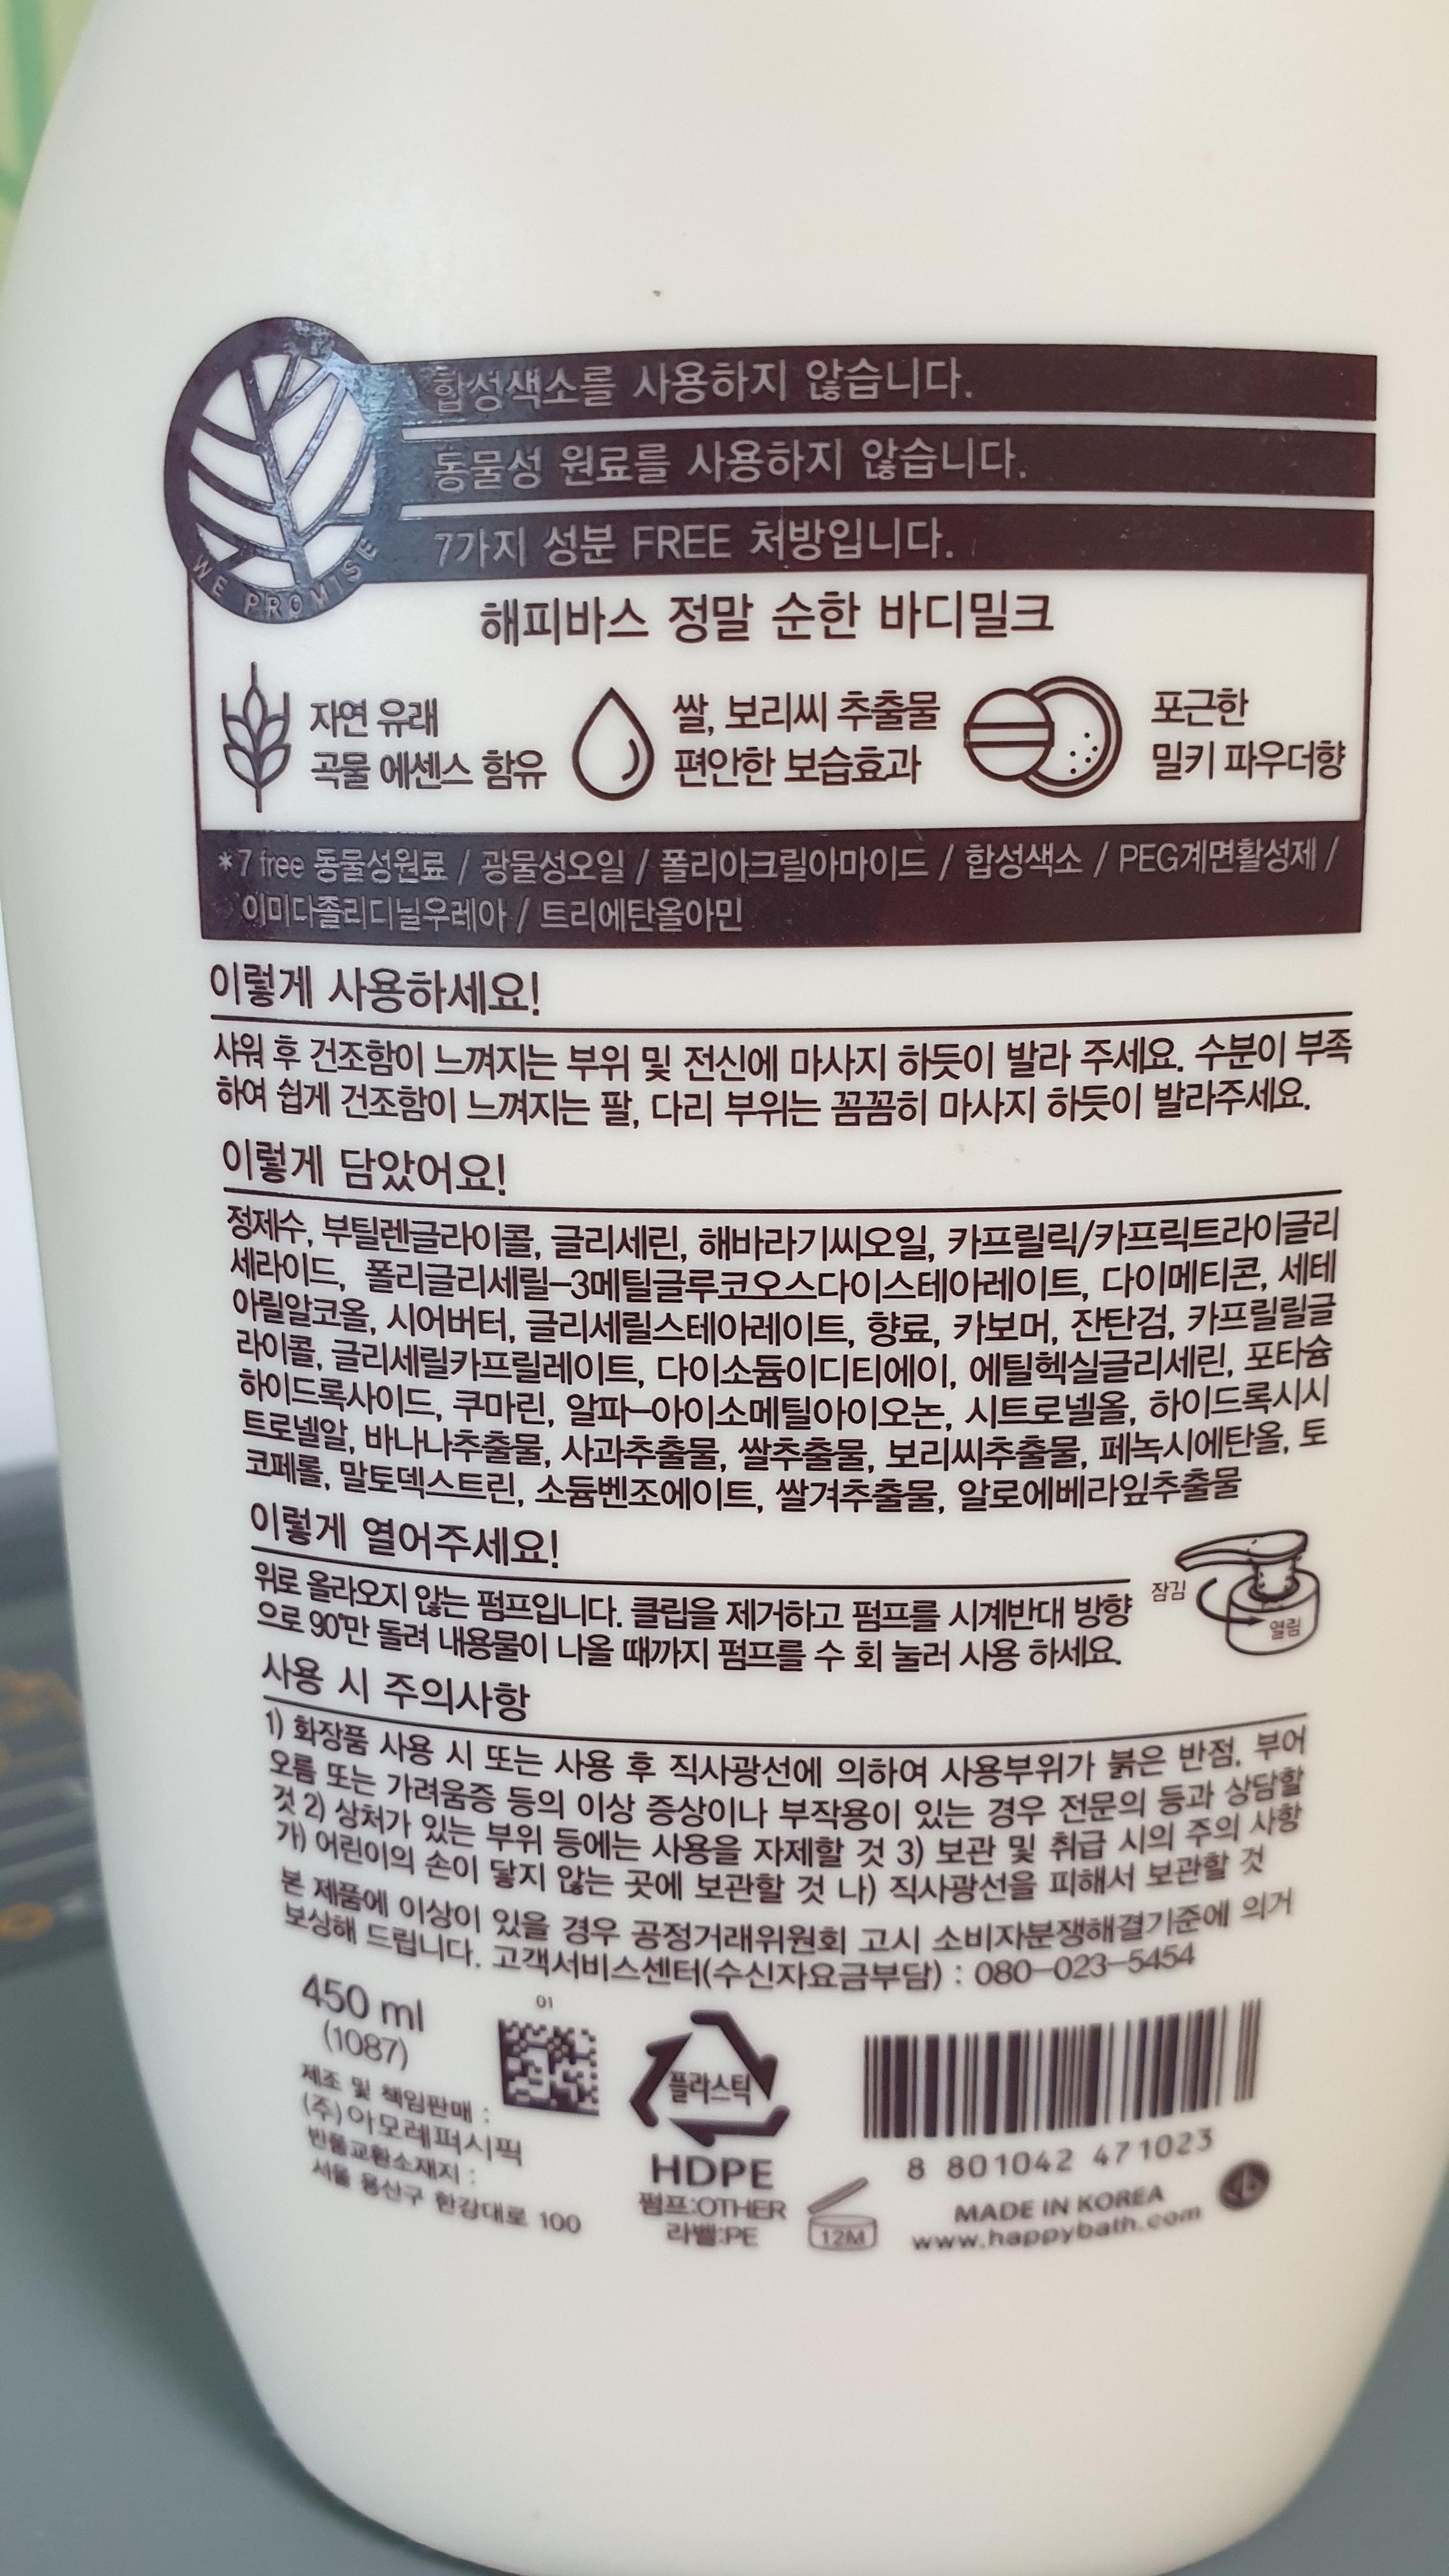 합성색소를 사용하지 않습니다.
동물성 원료를 사용하지 않습니다.
7가지 성분 FREE 처방입니다.
WE PROMISE
해피바스 정말 순한 바디밀크
자연 유래
곡물 에센스 함유
쌀, 보리씨 추출물
편안한 보습효과
포근한
밀키 파우더향
*7 free 동물성원료 / 광물성오일 / 폴리아크릴아마이드 / 합성색소 / PEG계면활성제 /
이미다졸리디닐우레아 / 트리에탄올아민
이렇게 사용하세요!
샤워 후 건조함이 느껴지는 부위 및 전신에 마사지 하듯이 발라 주세요. 수분이 부족
하여 쉽게 건조함이 느껴지는 팔, 다리 부위는 꼼꼼히 마사지 하듯이 발라주세요.
이렇게 담았어요!
정제수, 부틸렌글라이콜, 글리세린, 해바라기씨오일, 카프릴릭/카프릭트라이글리
세라이드, 폴리글리세릴-3메틸글루코오스다이스테아레이트, 다이메티콘, 세테
아릴알코올, 시어버터, 글리세릴스테아레이트, 향료, 카보머, 잔탄검, 카프릴릴글
라이콜, 글리세릴카프릴레이트, 다이소듐이디티에이, 에틸헥실글리세린, 포타슘
하이드록사이드, 쿠마린, 알파-아이소메틸아이오논, 시트로넬올, 하이드록시시
트로넬알, 바나나추출물, 사과추출물, 쌀추출물, 보리씨추출물, 페녹시에탄올, 토
코페롤, 말토덱스트린, 소듐벤조에이트, 쌀겨추출물, 알로에베라잎추출물
이렇게 열어주세요!
위로 올라오지 않는 펌프입니다. 클립을 제거하고 펌프를 시계반대 방향
으로 90°만 돌려 내용물이 나올 때까지 펌프를 수 회 눌러 사용 하세요.
잠김
열림
사용 시 주의사항
1) 화장품 사용 시 또는 사용 후 직사광선에 의하여 사용부위가 붉은 반점, 부어
오름 또는 가려움증 등의 이상 증상이나 부작용이 있는 경우 전문의 등과 상담할
것 2) 상처가 있는 부위 등에는 사용을 자제할 것 3) 보관 및 취급 시의 주의 사항
가) 어린이의 손이 닿지 않는 곳에 보관할 것 나) 직사광선을 피해서 보관할 것
본 제품에 이상이 있을 경우 공정거래위원회 고시 소비자분쟁해결기준에 의거
보상해 드립니다. 고객서비스센터(수신자요금부담) : 080-023-5454
450 ml
(1087)
제조 및 책임판매 :
(주)아모레퍼시픽
반품교환소재지 :
서울 용산구 한강대로 100
01
플라스틱
HDPE
펌프:OTHER
라벨:PE
12M
8 801042 471023
MADE IN KOREA
www.happybath.com